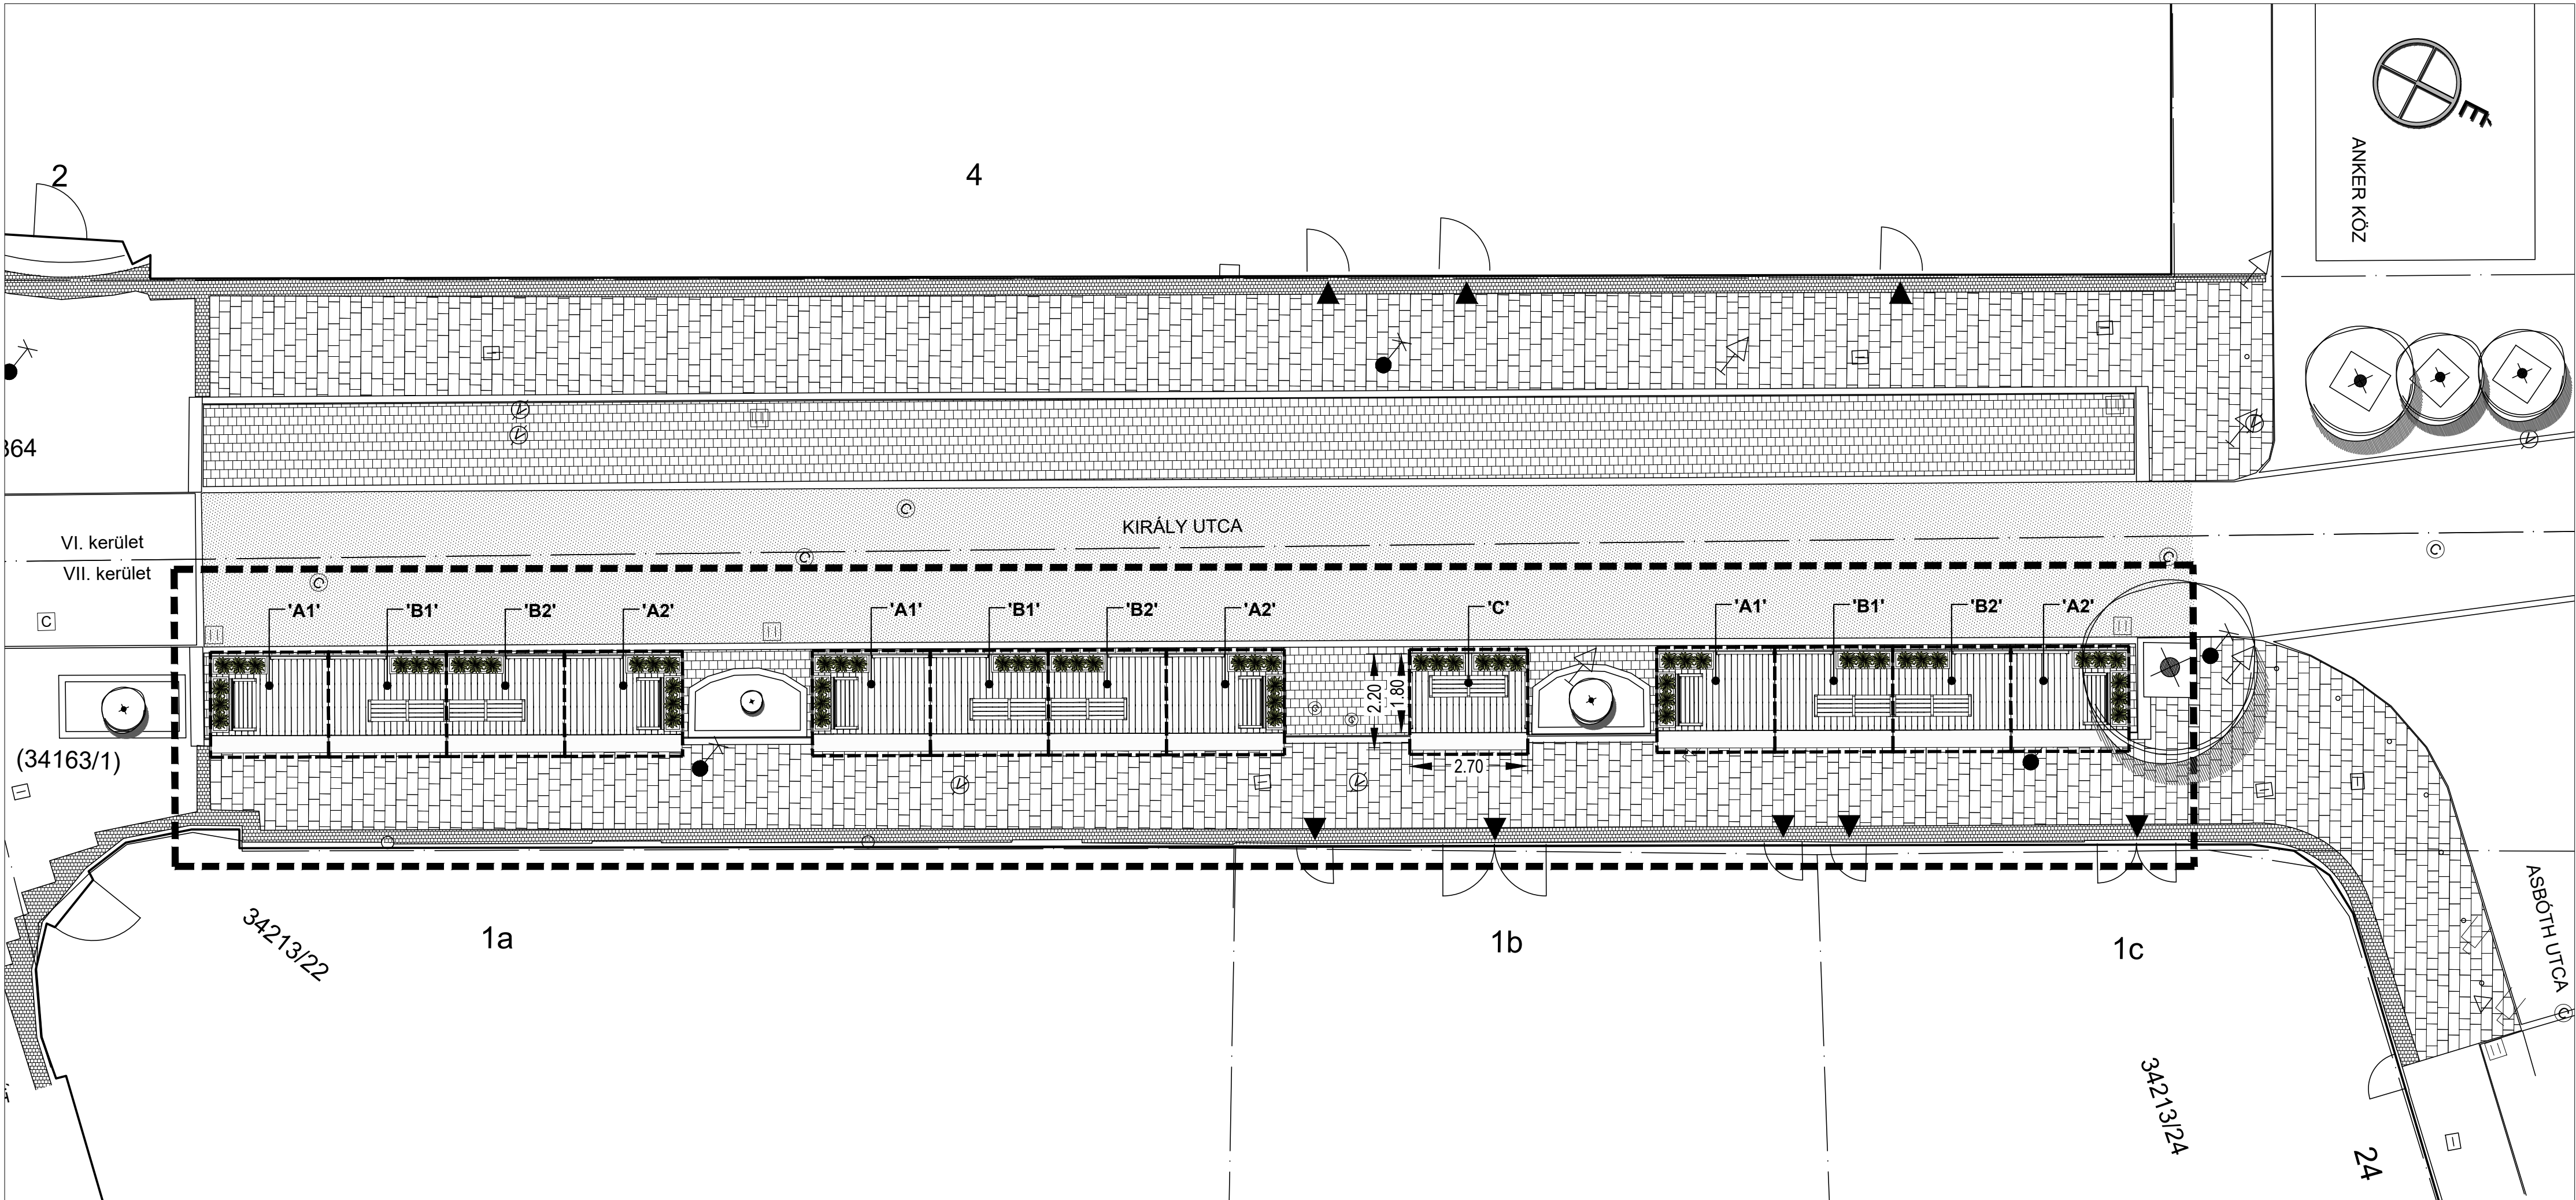 É
ANKER KÖZ
2
4
364
KIRÁLY UTCA
VI. kerület
VII. kerület
C
'A1'
'B1'
'B2'
'A2'
'A1'
'B1'
'B2'
'A2'
'C'
'A1'
'B1'
'B2'
'A2'
2.20
1.80
2.70
(34163/1)
34213/22
1a
1b
1c
ASBÓTH UTCA
34213/24
24